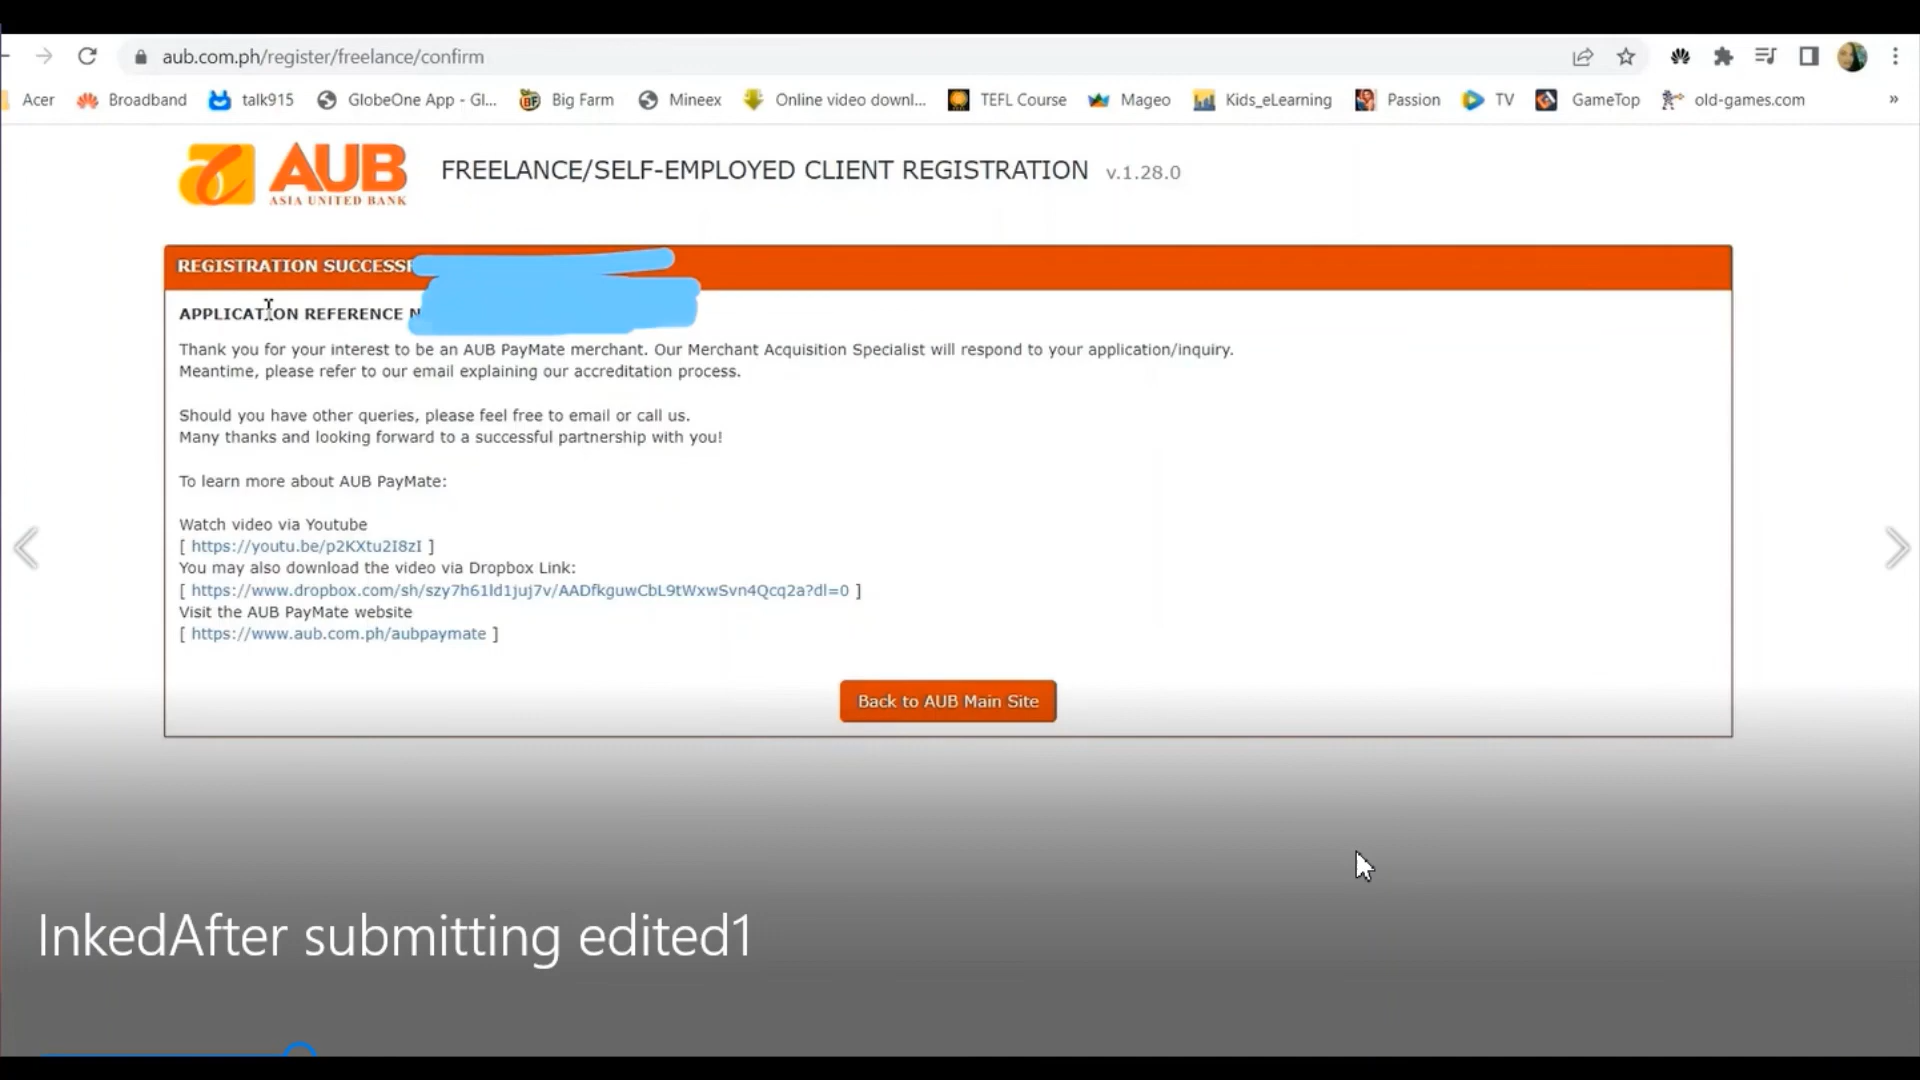 aub.com.ph/register/freelance/confirm
Acer Broadband talk915 GlobeOne App - Gl... Big Farm Mineex Online video downl... TEFL Course Mageo Kids_eLearning Passion TV GameTop old-games.com »
AUB
ASIA UNITED BANK
FREELANCE/SELF-EMPLOYED CLIENT REGISTRATION v.1.28.0
REGISTRATION
APPLICATION REFERENCE
Thank you for your interest to be an AUB PayMate merchant. Our Merchant Acquisition Specialist will respond to your application/inquiry.
Meantime, please refer to our email explaining our accreditation process.
Should you have other queries, please feel free to email or call us.
Many thanks and looking forward to a successful partnership with you!
To learn more about AUB PayMate:
Watch video via Youtube
[ https://youtu.be/p2KXtu2I8zI ]
You may also download the video via Dropbox Link:
[ https://www.dropbox.com/sh/szy7h61ld1juj7v/AADfkguwCbL9tWxwSvn4Qcq2a?dl=0 ]
Visit the AUB PayMate website
[ https://www.aub.com.ph/aubpaymate ]
Back to AUB Main Site
InkedAfter submitting edited1